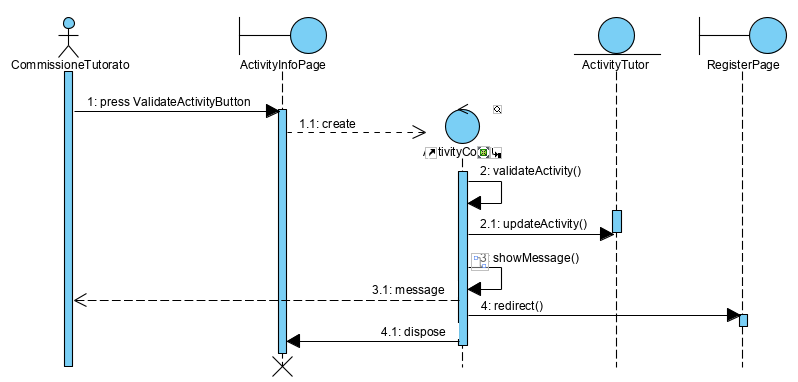 CommissioneTutorato
ActivityInfoPage
ActivityTutor
RegisterPage
1: press ValidateActivityButton
1.1: create
2: validateActivity()
2.1: updateActivity()
3: showMessage()
3.1: message
4: redirect()
4.1: dispose